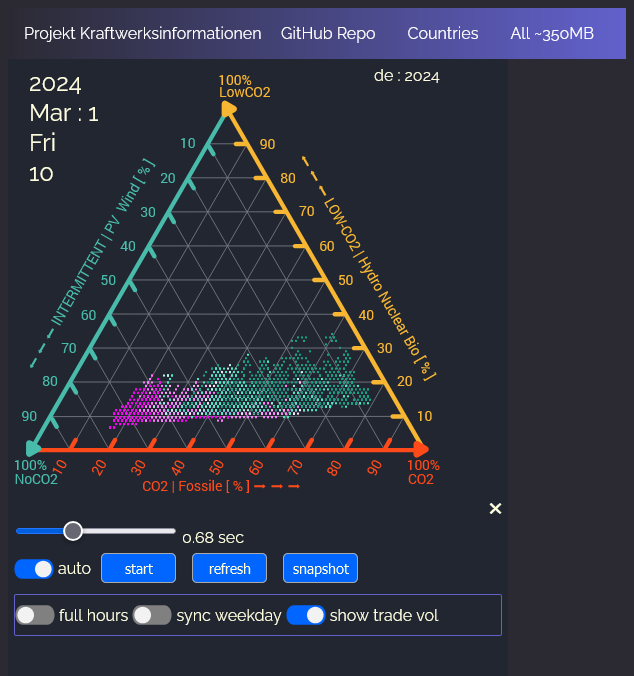 Projekt Kraftwerksinformationen GitHub Repo Countries All ~350MB
2024
Mar : 1
Fri
10
de : 2024
100%
LowCO2
10
20
30
40
50
60
70
80
90
INTERMITTENT | PV Wind [ % ]
90
80
70
60
50
40
30
20
10
LOW-CO2 | Hydro Nuclear Bio [ % ]
100%
NoCO2
10
20
30
40
50
60
70
80
90
100%
CO2
CO2 | Fossile [ % ]
×
0.68 sec
auto start refresh snapshot
full hours sync weekday show trade vol